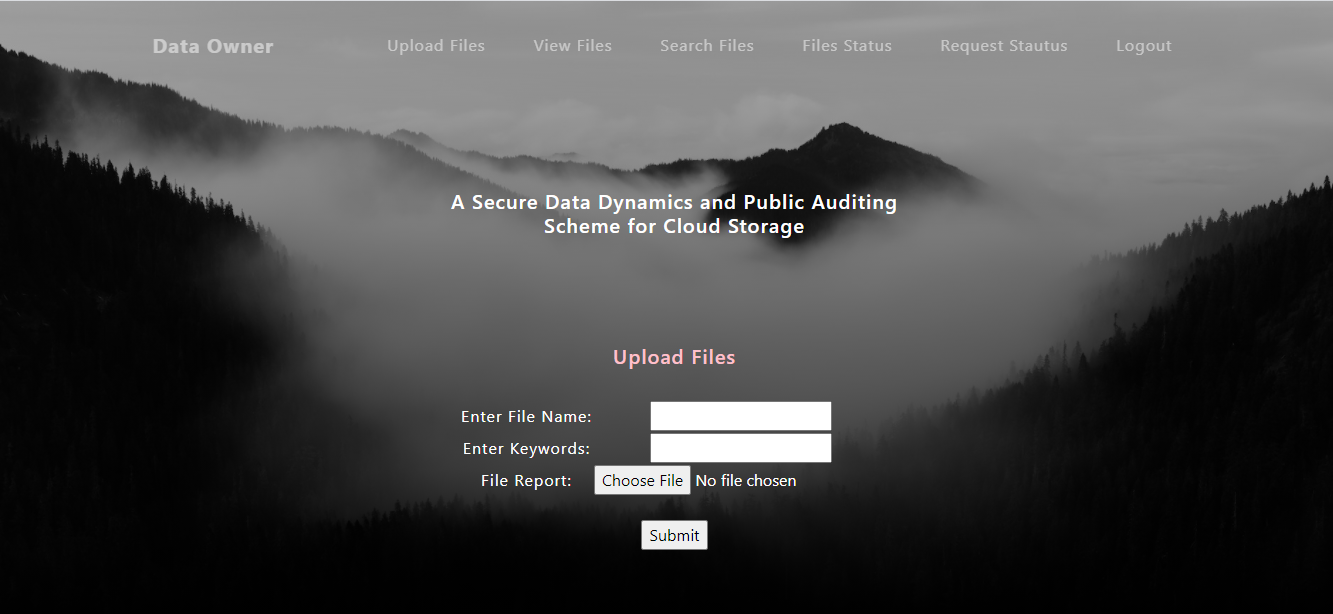 Data Owner Upload Files View Files Search Files Files Status Request Stautus Logout
A Secure Data Dynamics and Public Auditing
Scheme for Cloud Storage
Upload Files
Enter File Name:
Enter Keywords:
File Report: Choose File No file chosen
Submit